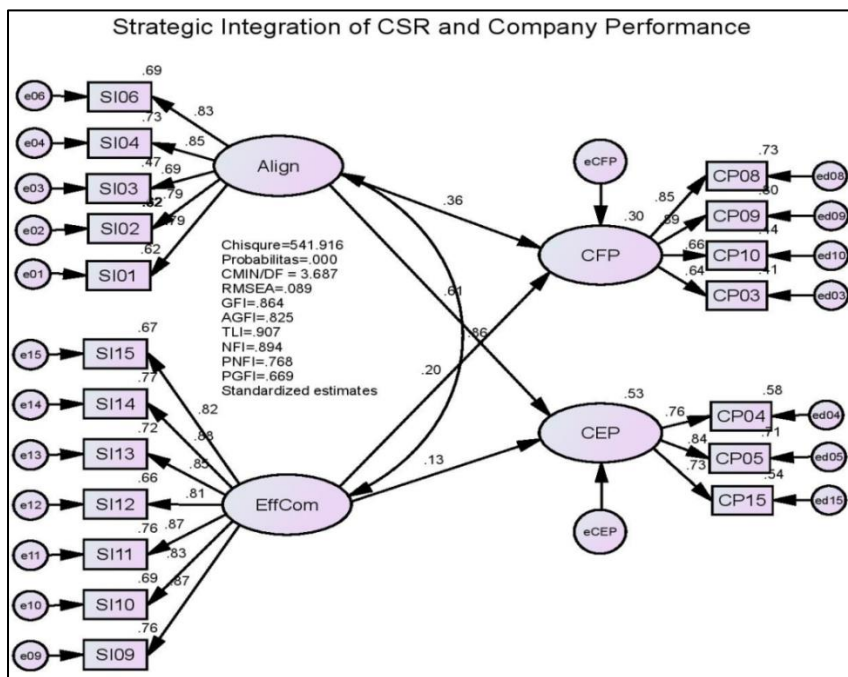 Strategic Integration of CSR and Company Performance
.69
e06 SI06
.83
.73
e04 SI04
.85
.47
e03 SI03
.69
e02 SI02
.79
.62
.79
e01 SI01
.62
Align
Chisqure=541.916
Probabilitas=.000
CMIN/DF = 3.687
RMSEA=.089
GFI=.864
AGFI=.825
TLI=.907
NFI=.894
PNFI=.768
PGFI=.669
Standardized estimates
.36
.61
.86
.20
.13
.67
e15 SI15
.82
.77
e14 SI14
.88
.72
e13 SI13
.85
.66
e12 SI12
.81
.76
e11 SI11
.87
.69
e10 SI10
.83
.76
e09 SI09
.87
EffCom
eCFP
.30
CFP
.73
.85
CP08 ed08
.80
.89
CP09 ed09
.44
.66
CP10 ed10
.41
.64
CP03 ed03
.53
CEP
eCEP
.58
.76
CP04 ed04
.71
.84
CP05 ed05
.54
.73
CP15 ed15